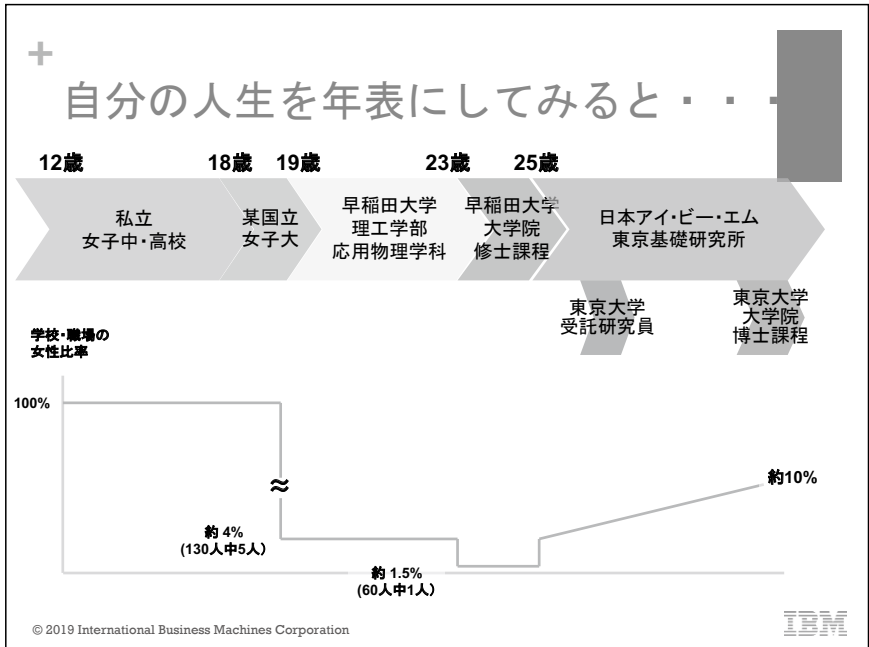 +
自分の人生を年表にしてみると・・・
12歳
18歳
19歳
23歳
25歳
私立
女子中・高校
某国立
女子大
早稲田大学
理工学部
応用物理学科
早稲田大学
大学院
修士課程
日本アイ・ビー・エム
東京基礎研究所
東京大学
受託研究員
東京大学
大学院
博士課程
学校・職場の
女性比率
100%
≈
約 4%
(130人中5人)
約 1.5%
(60人中1人)
約10%
© 2019 International Business Machines Corporation
IBM